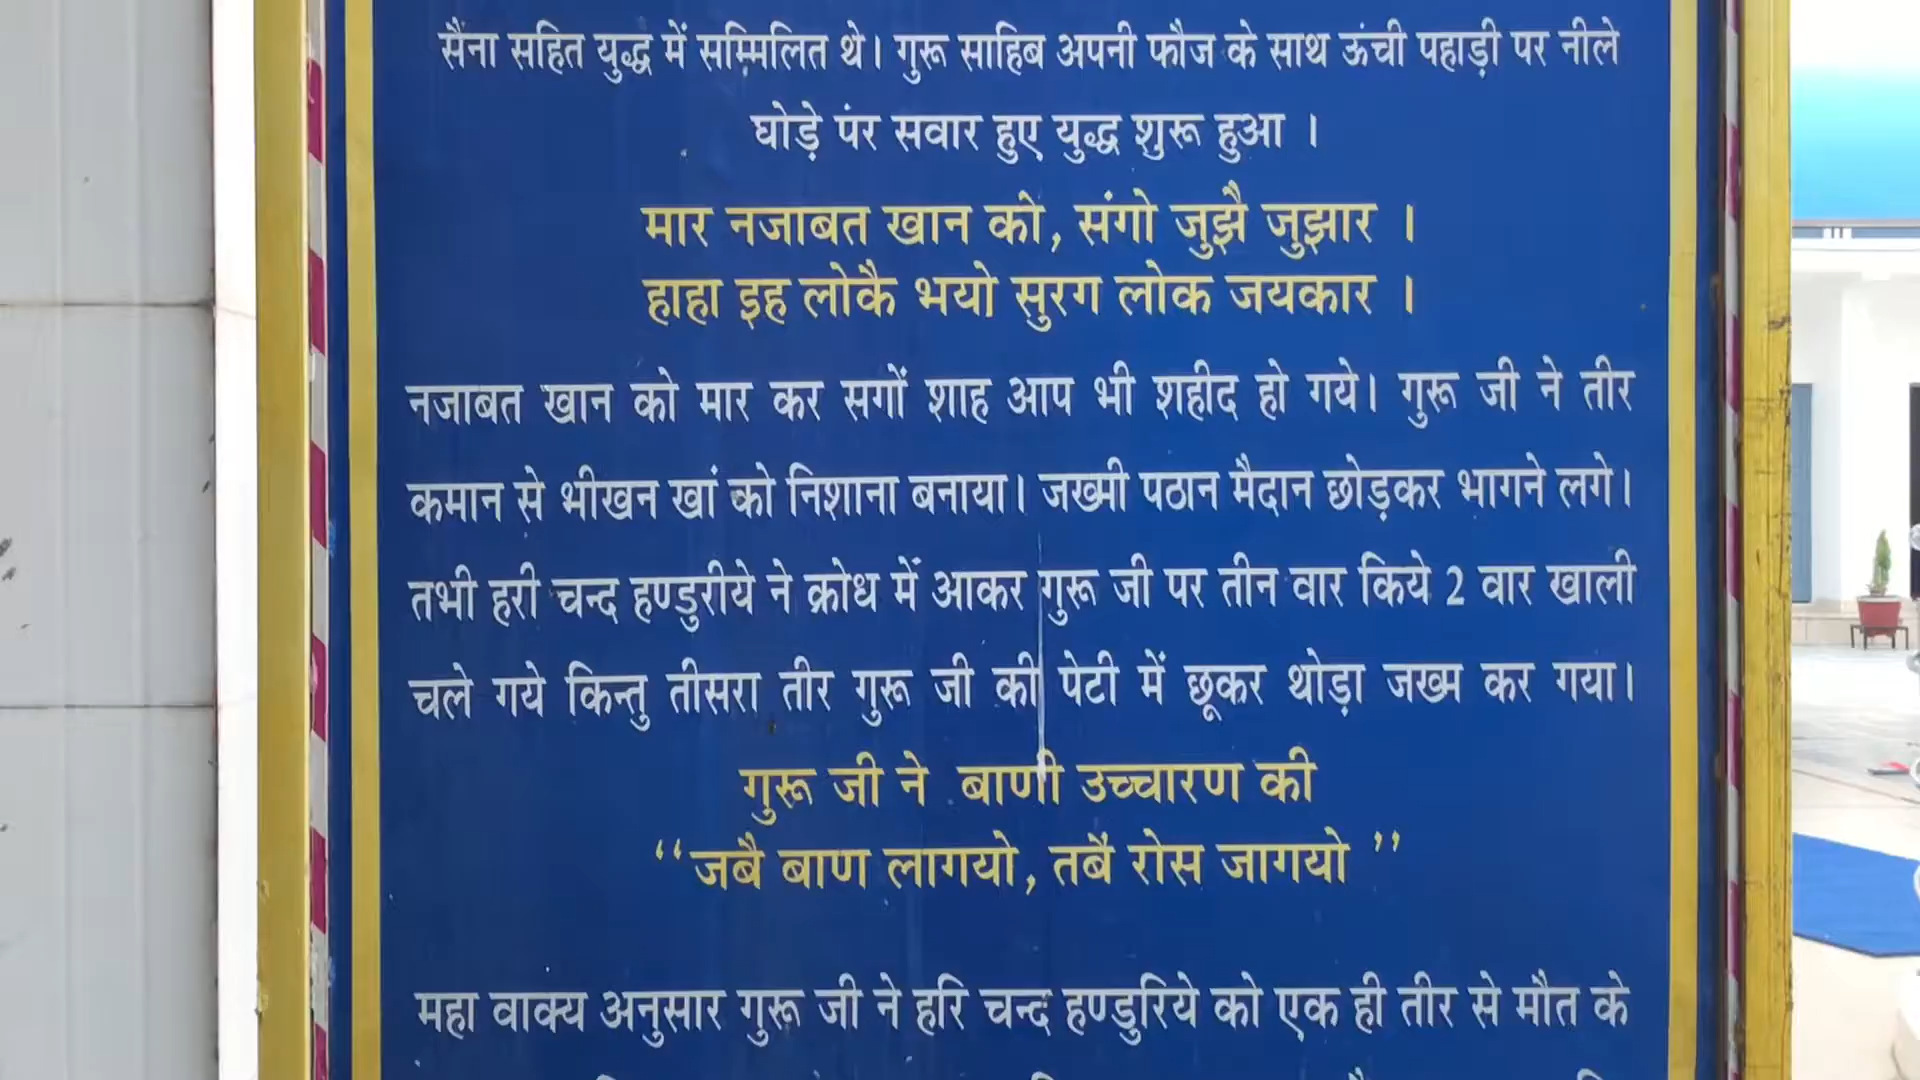 सैना सहित युद्ध में सम्मिलित थे। गुरू साहिब अपनी फौज के साथ ऊंची पहाड़ी पर नीले
घोड़े पंर सवार हुए युद्ध शुरू हुआ ।
मार नजाबत खान को, संगो जुझै जुझार ।
हाहा इह लोकै भयो सुरग लोक जयकार ।
नजाबत खान को मार कर सगों शाह आप भी शहीद हो गये। गुरू जी ने तीर
कमान से भीखन खां को निशाना बनाया। जख्मी पठान मैदान छोड़कर भागने लगे।
तभी हरी चन्द हण्डुरीये ने क्रोध में आकर गुरू जी पर तीन वार किये 2 वार खाली
चले गये किन्तु तीसरा तीर गुरू जी की पेटी में छूकर थोड़ा जख्म कर गया।
गुरू जी ने बाणी उच्चारण की
“जबै बाण लागयो, तबै रोस जागयो ”
महा वाक्य अनुसार गुरू जी ने हरि चन्द हण्डुरिये को एक ही तीर से मौत के